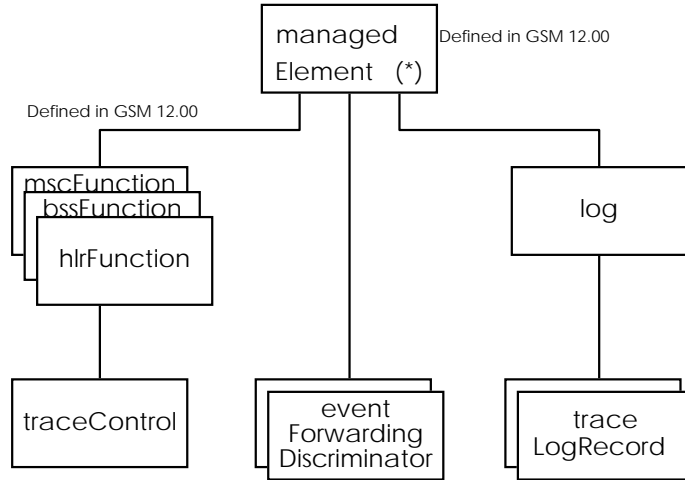 managed
Element (*)
Defined in GSM 12.00
Defined in GSM 12.00
mscFunction
bssFunction
hlrFunction
log
traceControl
event
Forwarding
Discriminator
trace
LogRecord